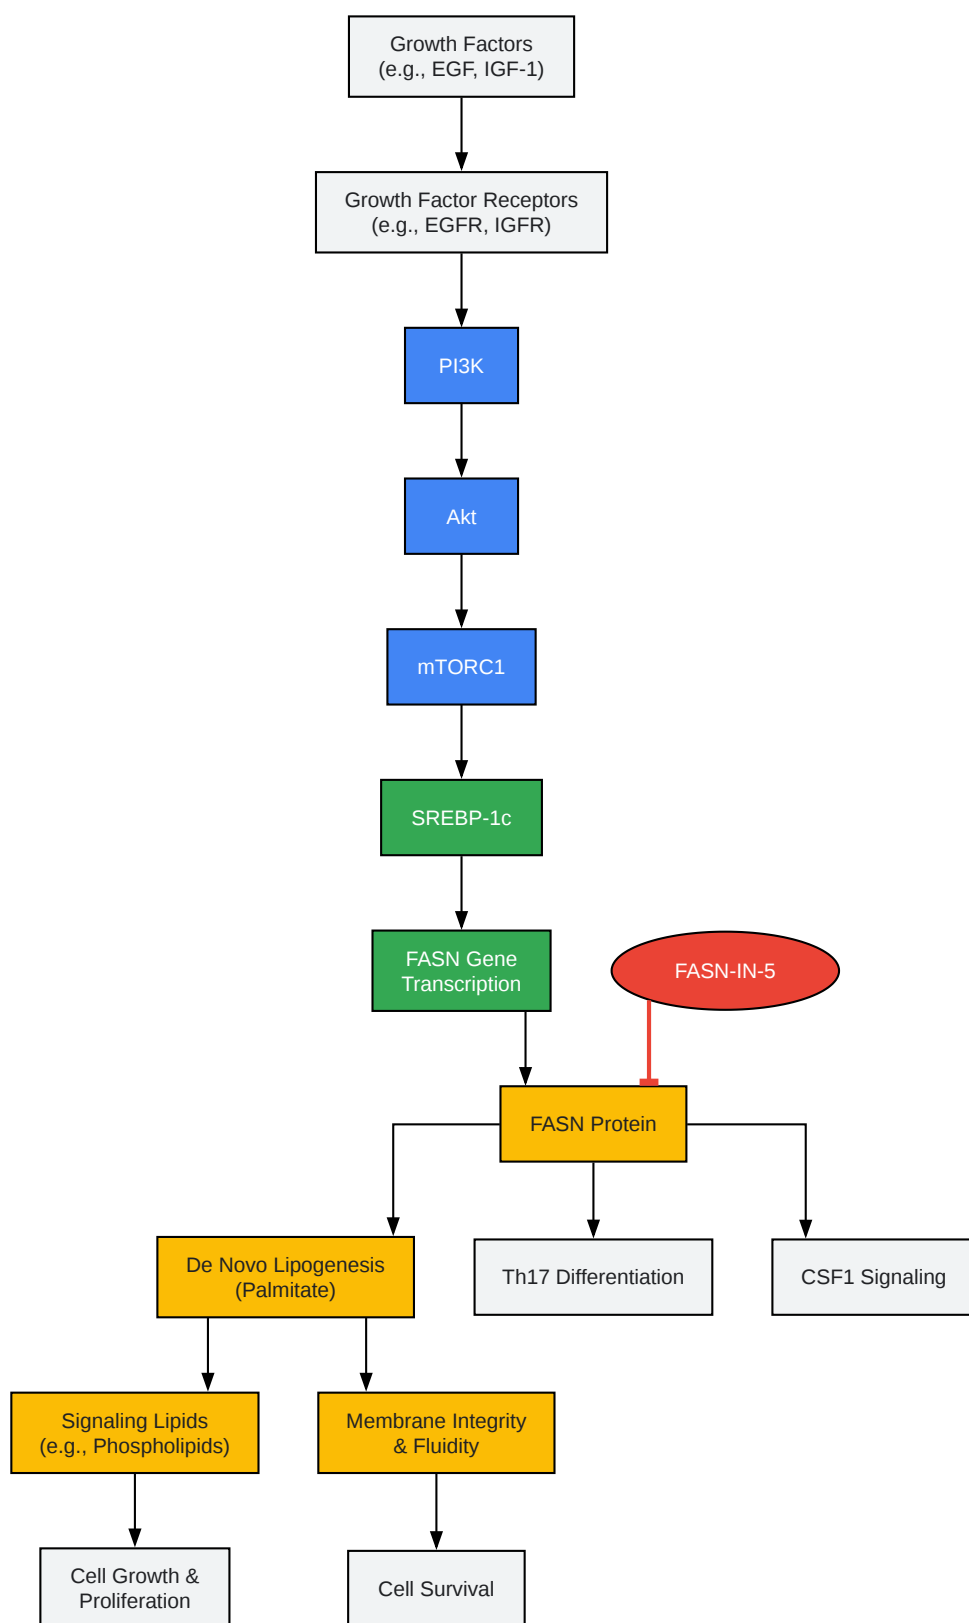 Growth Factors
(e.g., EGF, IGF-1)
Growth Factor Receptors
(e.g., EGFR, IGFR)
PI3K
Akt
mTORC1
SREBP-1c
FASN Gene
Transcription
FASN-IN-5
FASN Protein
De Novo Lipogenesis
(Palmitate)
Th17 Differentiation
CSF1 Signaling
Signaling Lipids
(e.g., Phospholipids)
Membrane Integrity
& Fluidity
Cell Growth &
Proliferation
Cell Survival